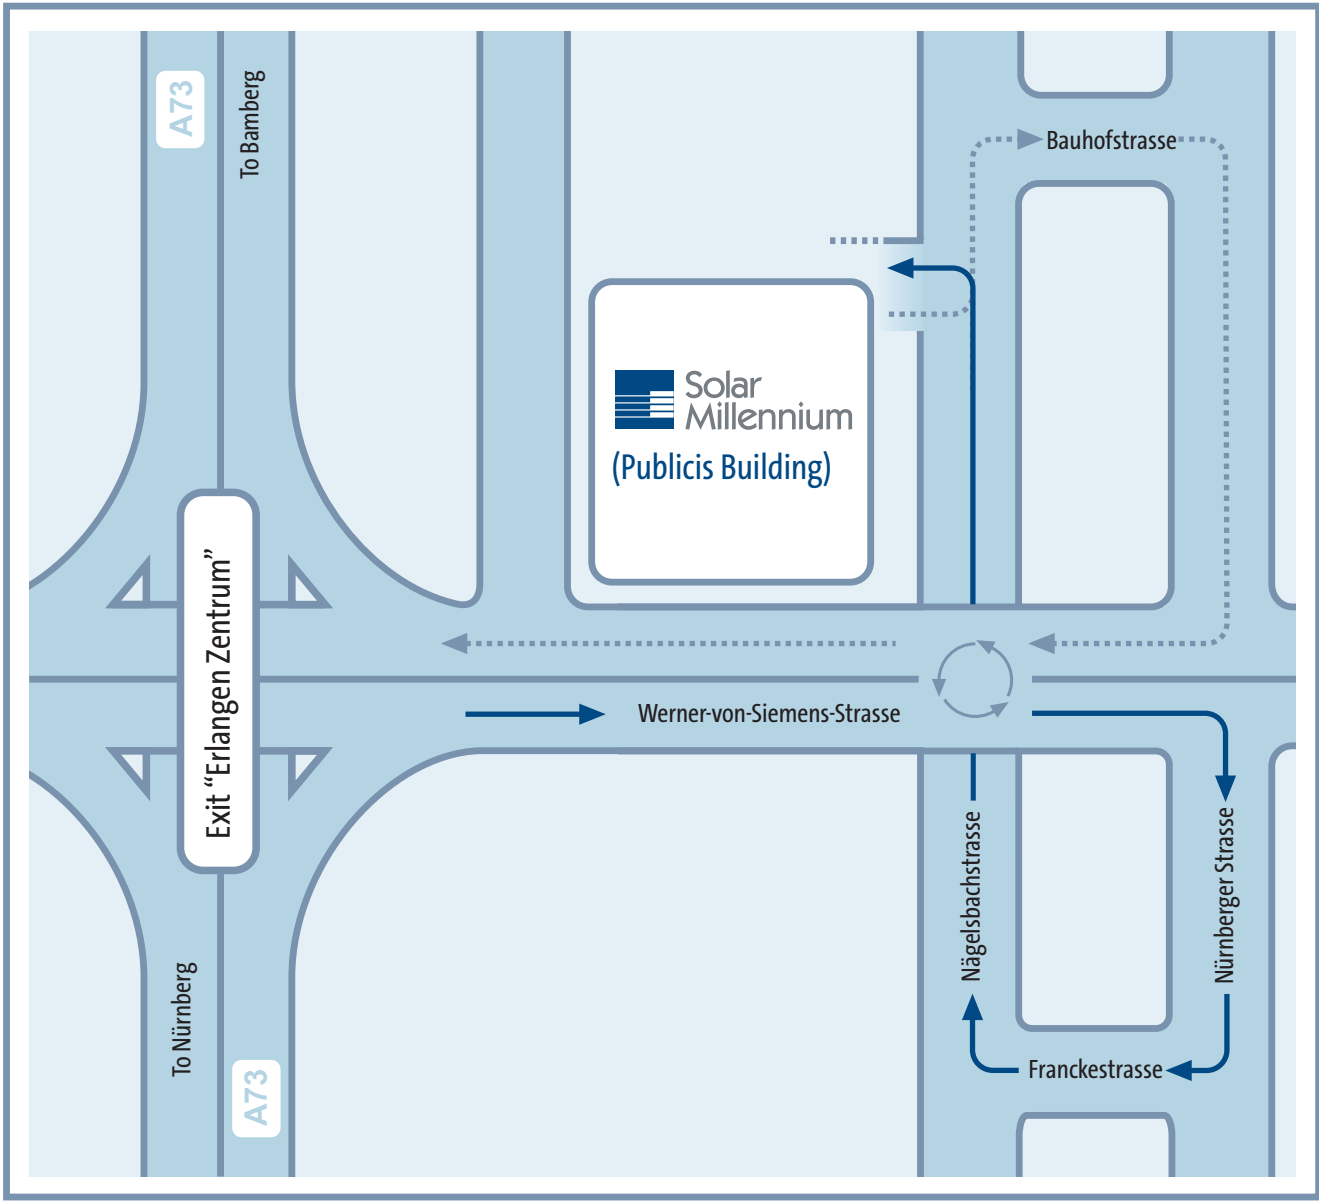 A73
To Bamberg
Bauhofstrasse
Solar
Millennium
(Publicis Building)
Exit “Erlangen Zentrum”
Werner-von-Siemens-Strasse
Nägelsbachstrasse
Nürnberger Strasse
To Nürnberg
A73
Franckestrasse